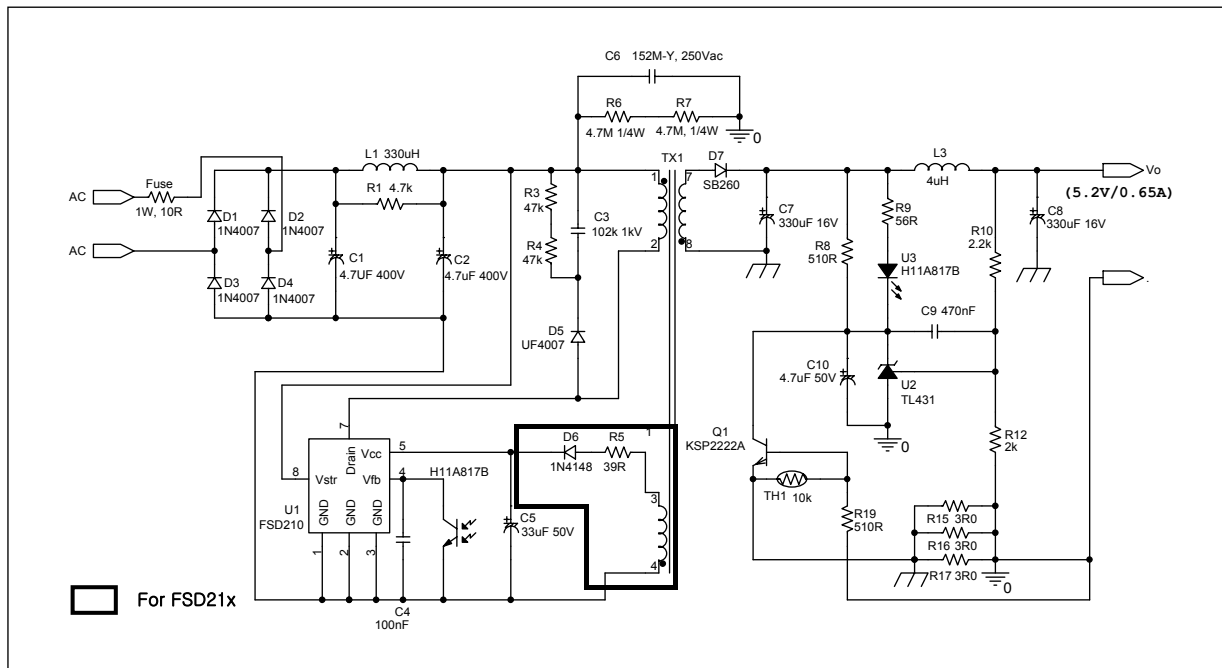 C6 152M-Y, 250Vac
R6 R7
4.7M 1/4W 4.7M, 1/4W
0
TX1
L1 330uH
D7
L3
AC
Fuse
1W, 10R
R1 4.7k
1
7
SB260
4uH
Vo
(5.2V/0.65A)
D1
1N4007
D2
1N4007
R3
47k
C3
102k 1kV
C7
330uF 16V
R9
56R
C8
330uF 16V
R10
2.2k
AC
2
8
R8
510R
U3
H11A817B
R4
47k
C1
4.7UF 400V
C2
4.7uF 400V
D3
1N4007
D4
1N4007
.
C9 470nF
D5
UF4007
C10
4.7uF 50V
U2
TL431
7
Q1
KSP2222A
0
R12
2k
1
D6
1N4148
R5
39R
Drain
Vcc
5
8
Vstr
Vfb
4
H11A817B
TH1 10k
3
U1
FSD210
GND
GND
GND
C5
33uF 50V
R19
510R
R15 3R0
R16 3R0
R17 3R0
1
2
3
4
0
For FSD21x
C4
100nF